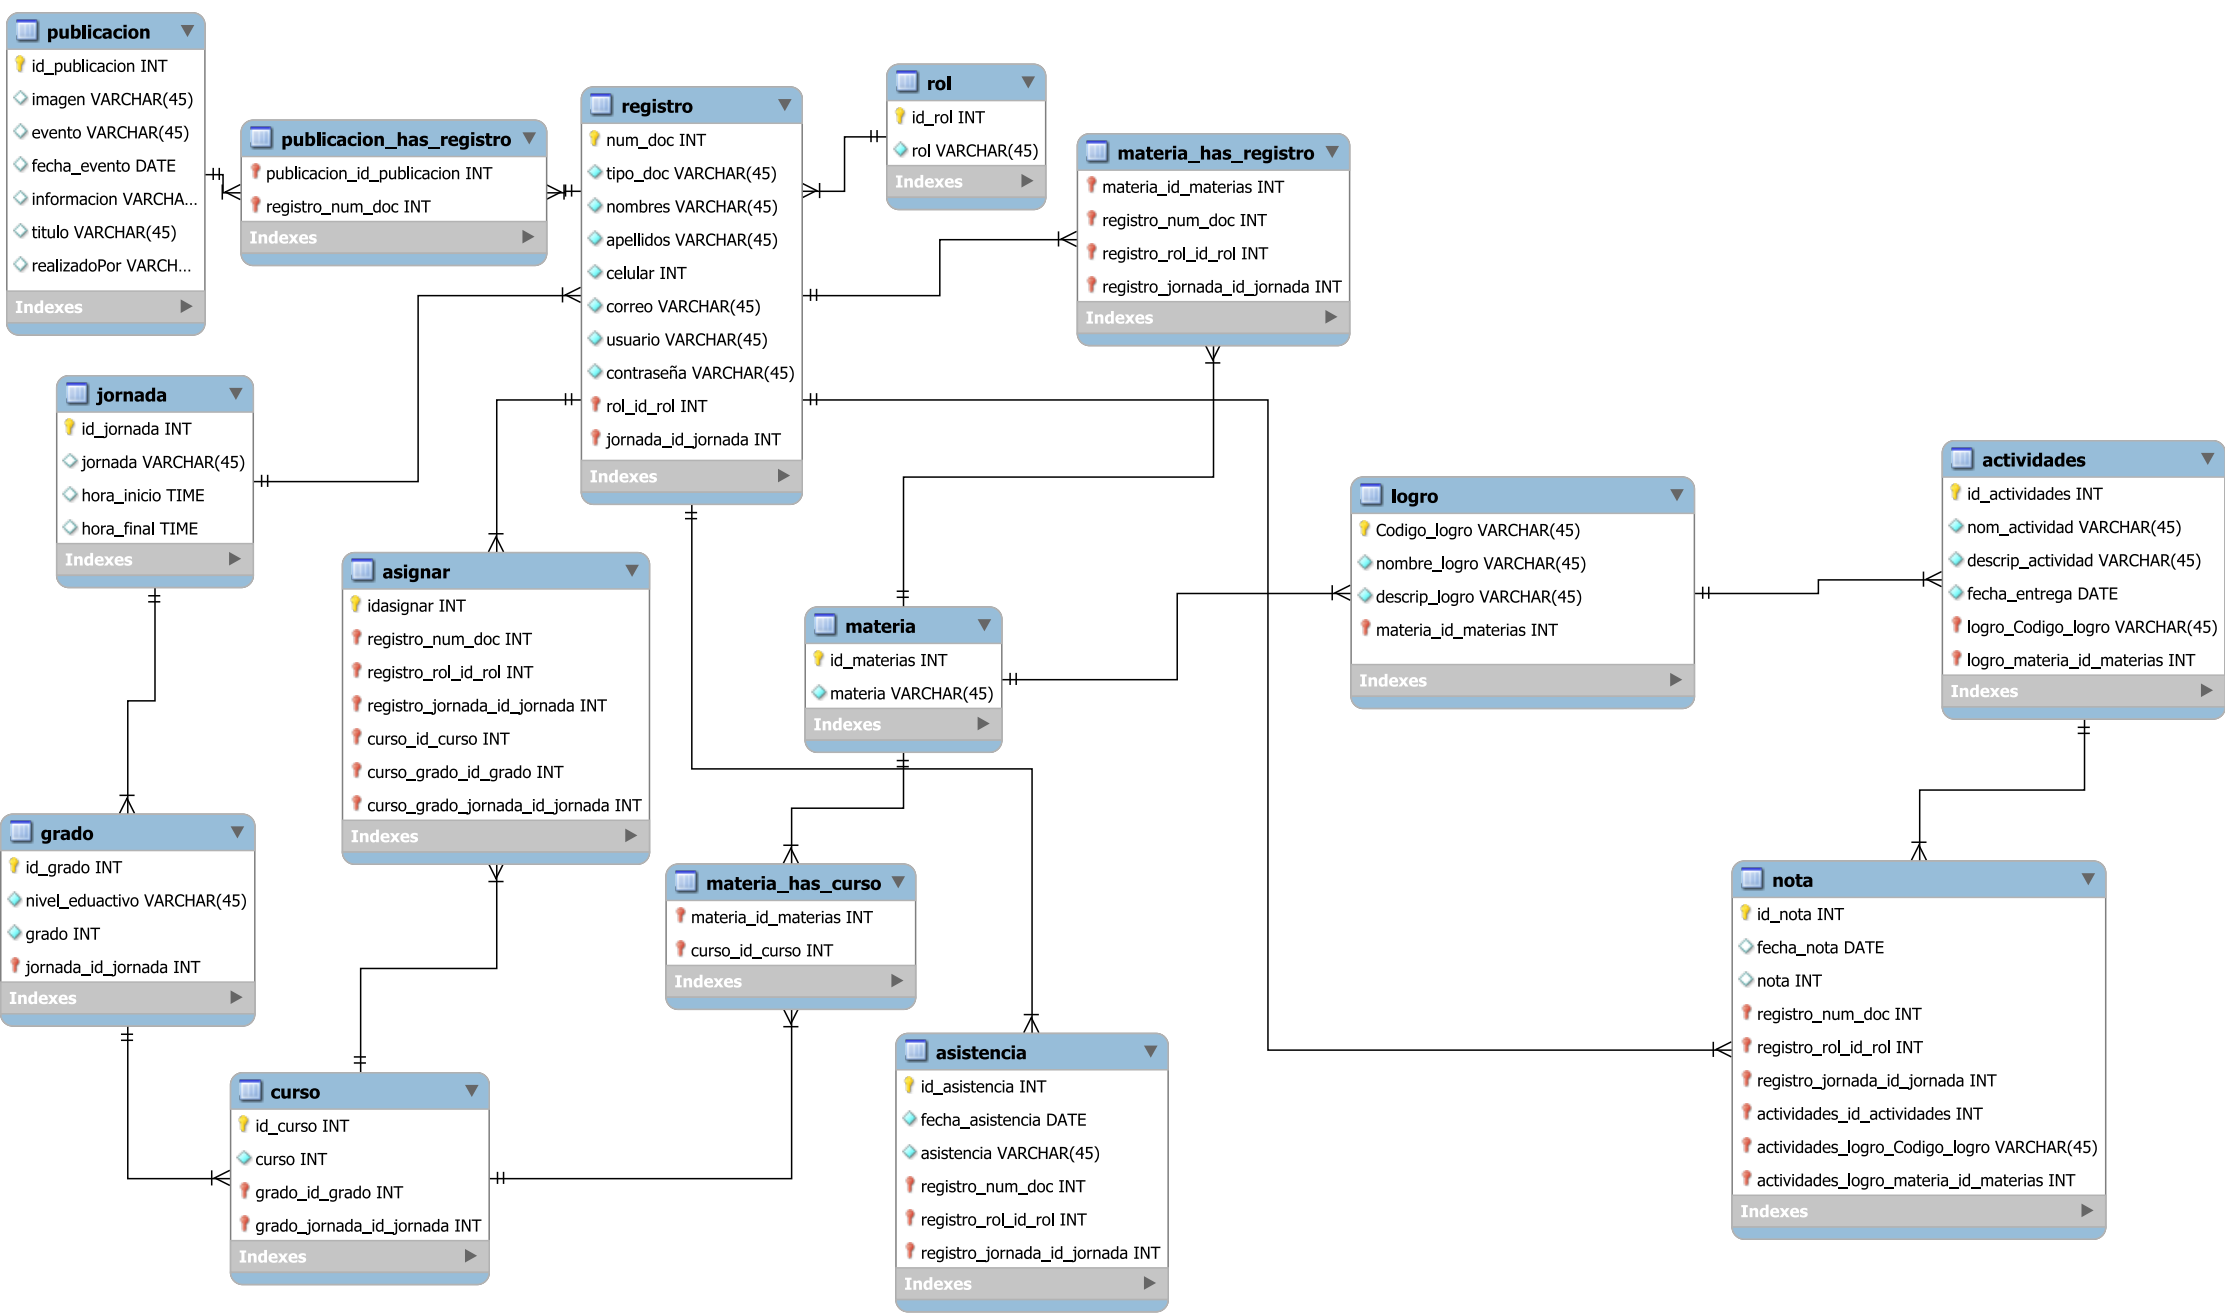 publicacion
id_publicacion INT
imagen VARCHAR(45)
evento VARCHAR(45)
fecha_evento DATE
informacion VARCHA...
titulo VARCHAR(45)
realizadoPor VARCH...
Indexes
publicacion_has_registro
publicacion_id_publicacion INT
registro_num_doc INT
Indexes
registro
num_doc INT
tipo_doc VARCHAR(45)
nombres VARCHAR(45)
apellidos VARCHAR(45)
celular INT
correo VARCHAR(45)
usuario VARCHAR(45)
contraseña VARCHAR(45)
rol_id_rol INT
jornada_id_jornada INT
Indexes
rol
id_rol INT
rol VARCHAR(45)
Indexes
materia_has_registro
materia_id_materias INT
registro_num_doc INT
registro_rol_id_rol INT
registro_jornada_id_jornada INT
Indexes
jornada
id_jornada INT
jornada VARCHAR(45)
hora_inicio TIME
hora_final TIME
Indexes
asignar
idasignar INT
registro_num_doc INT
registro_rol_id_rol INT
registro_jornada_id_jornada INT
curso_id_curso INT
curso_grado_id_grado INT
curso_grado_jornada_id_jornada INT
Indexes
materia
id_materias INT
materia VARCHAR(45)
Indexes
logro
Codigo_logro VARCHAR(45)
nombre_logro VARCHAR(45)
descrip_logro VARCHAR(45)
materia_id_materias INT
Indexes
actividades
id_actividades INT
nom_actividad VARCHAR(45)
descrip_actividad VARCHAR(45)
fecha_entrega DATE
logro_Codigo_logro VARCHAR(45)
logro_materia_id_materias INT
Indexes
grado
id_grado INT
nivel_eduactivo VARCHAR(45)
grado INT
jornada_id_jornada INT
Indexes
materia_has_curso
materia_id_materias INT
curso_id_curso INT
Indexes
nota
id_nota INT
fecha_nota DATE
nota INT
registro_num_doc INT
registro_rol_id_rol INT
registro_jornada_id_jornada INT
actividades_id_actividades INT
actividades_logro_Codigo_logro VARCHAR(45)
actividades_logro_materia_id_materias INT
Indexes
curso
id_curso INT
curso INT
grado_id_grado INT
grado_jornada_id_jornada INT
Indexes
asistencia
id_asistencia INT
fecha_asistencia DATE
asistencia VARCHAR(45)
registro_num_doc INT
registro_rol_id_rol INT
registro_jornada_id_jornada INT
Indexes